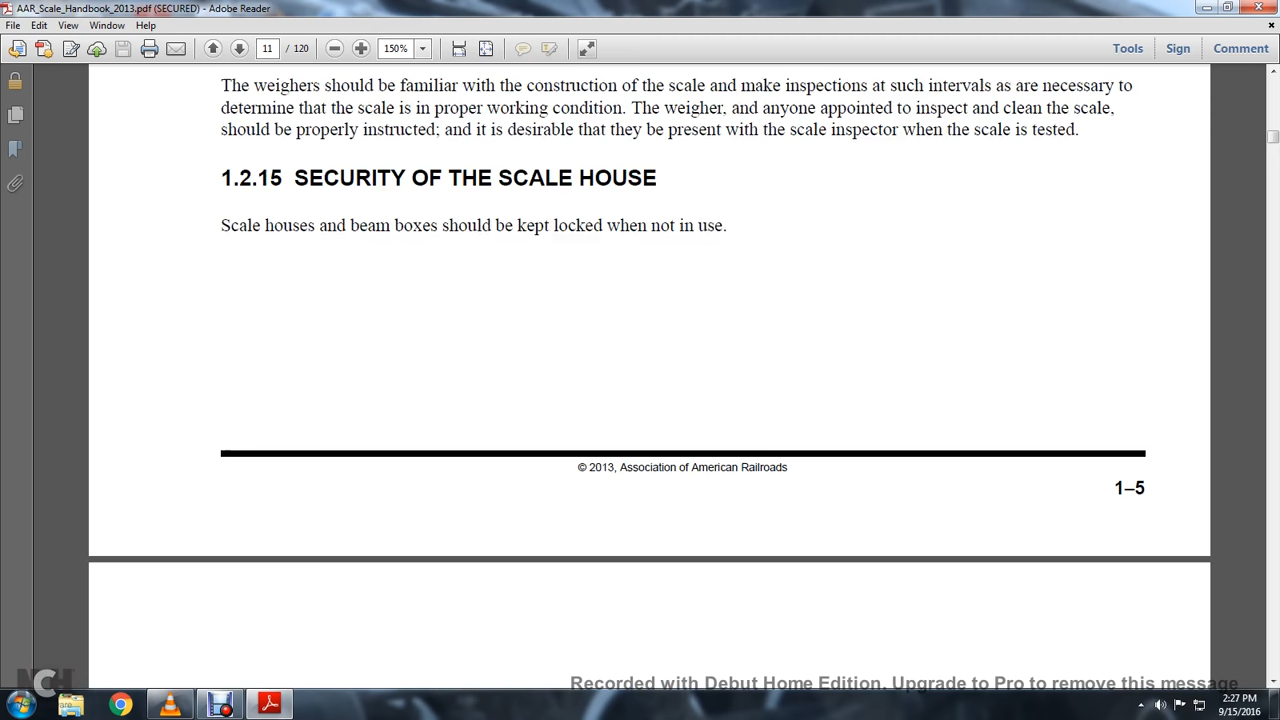 AAR_Scale_Handbook_2013.pdf (SECURED) - Adobe Reader
File Edit View Window Help
11 / 120 150% Tools Sign Comment
The weighers should be familiar with the construction of the scale and make inspections at such intervals as are necessary to
determine that the scale is in proper working condition. The weigher, and anyone appointed to inspect and clean the scale,
should be properly instructed; and it is desirable that they be present with the scale inspector when the scale is tested.
1.2.15 SECURITY OF THE SCALE HOUSE
Scale houses and beam boxes should be kept locked when not in use.
© 2013, Association of American Railroads
1–5
Recorded with Debut Home Edition. Upgrade to Pro to remove this message
NCH
2:27 PM
9/15/2016